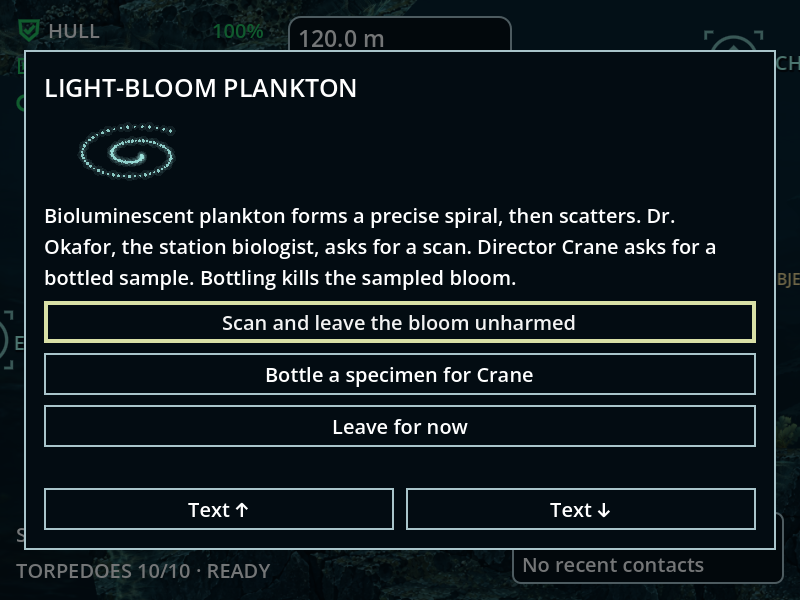 HULL
100%
120.0 m
CH
LIGHT-BLOOM PLANKTON
Bioluminescent plankton forms a precise spiral, then scatters. Dr.
Okafor, the station biologist, asks for a scan. Director Crane asks for a
bottled sample. Bottling kills the sampled bloom.
BJE
Scan and leave the bloom unharmed
E
Bottle a specimen for Crane
Leave for now
Text ↑
Text ↓
S
No recent contacts
TORPEDOES 10/10 · READY